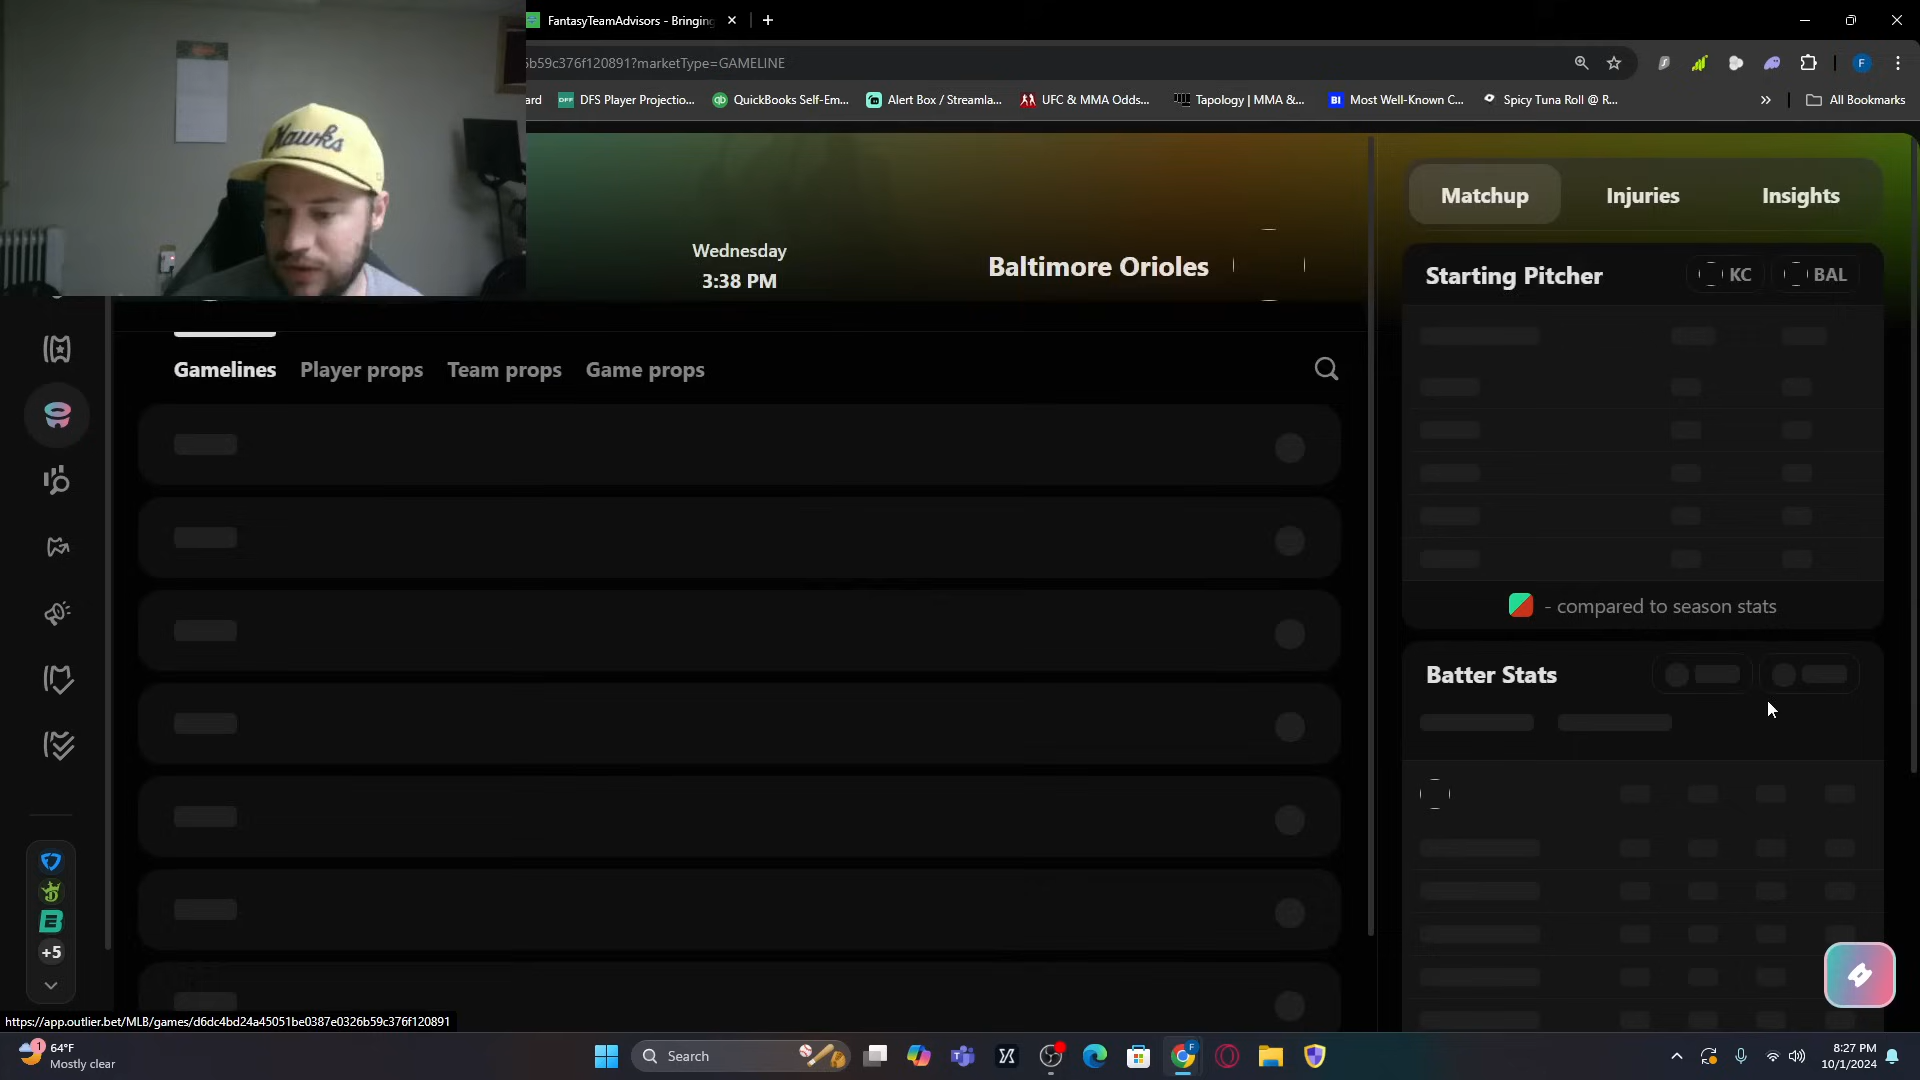 FantasyTeamAdvisors - Bringing
5b59c376f120891?marketType=GAMELINE
F
ard
DFS Player Projectio...
QuickBooks Self-Em...
Alert Box / Streamla...
UFC & MMA Odds...
Tapology | MMA &...
BI
Most Well-Known C...
Spicy Tuna Roll @ R...
All Bookmarks
Hawks
Wednesday
3:38 PM
Baltimore Orioles
Matchup
Injuries
Insights
Starting Pitcher
KC
BAL
Gamelines
Player props
Team props
Game props
- compared to season stats
Batter Stats
+5
https://app.outlier.bet/MLB/games/d6dc4bd24a45051be0387e0326b59c376f120891
1
64°F
Mostly clear
Search
F
8:27 PM
10/1/2024